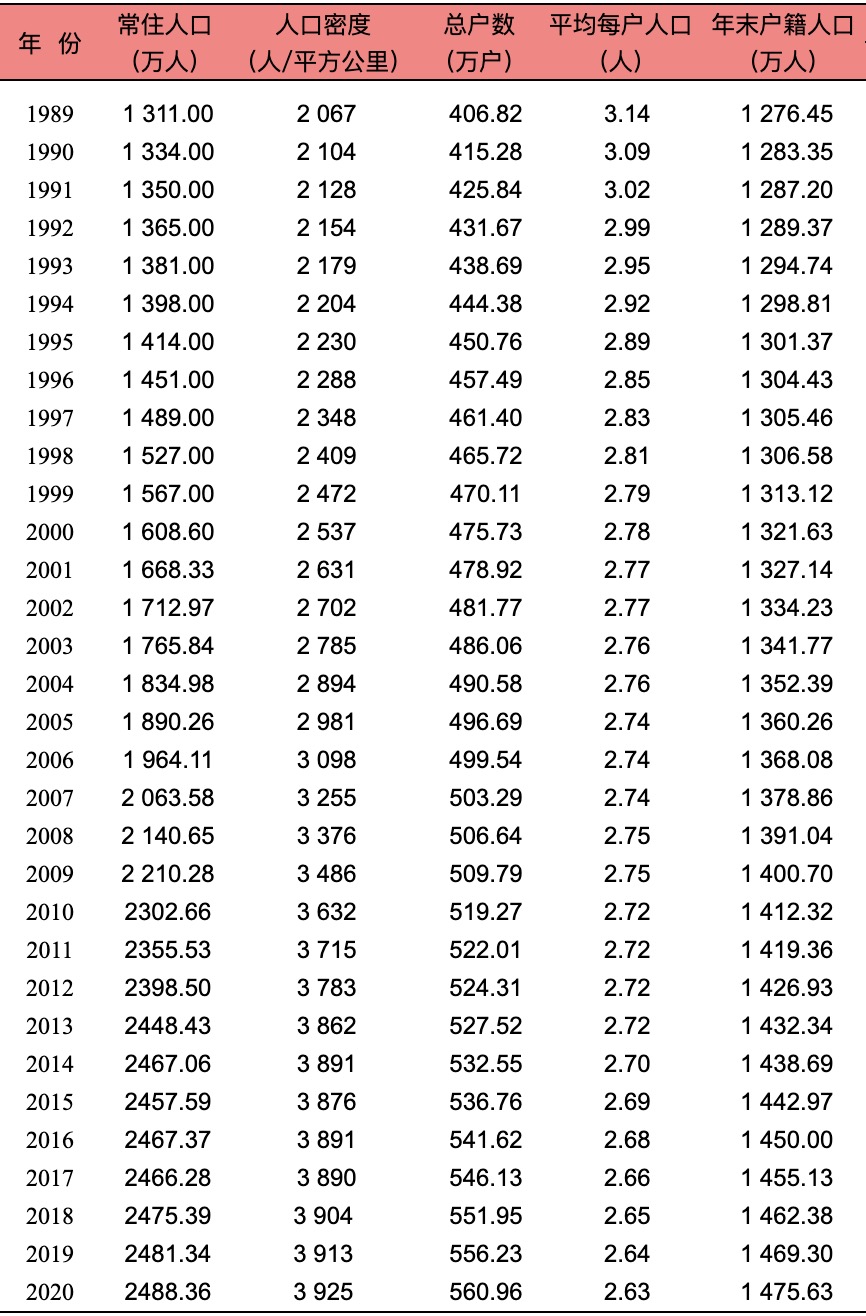 年 份 常住人口 人口密度 总户数 平均每户人口 年末户籍人口
(万人) (人/平方公里) (万户) (人) (万人)
1989 1 311.00 2 067 406.82 3.14 1 276.45
1990 1 334.00 2 104 415.28 3.09 1 283.35
1991 1 350.00 2 128 425.84 3.02 1 287.20
1992 1 365.00 2 154 431.67 2.99 1 289.37
1993 1 381.00 2 179 438.69 2.95 1 294.74
1994 1 398.00 2 204 444.38 2.92 1 298.81
1995 1 414.00 2 230 450.76 2.89 1 301.37
1996 1 451.00 2 288 457.49 2.85 1 304.43
1997 1 489.00 2 348 461.40 2.83 1 305.46
1998 1 527.00 2 409 465.72 2.81 1 306.58
1999 1 567.00 2 472 470.11 2.79 1 313.12
2000 1 608.60 2 537 475.73 2.78 1 321.63
2001 1 668.33 2 631 478.92 2.77 1 327.14
2002 1 712.97 2 702 481.77 2.77 1 334.23
2003 1 765.84 2 785 486.06 2.76 1 341.77
2004 1 834.98 2 894 490.58 2.76 1 352.39
2005 1 890.26 2 981 496.69 2.74 1 360.26
2006 1 964.11 3 098 499.54 2.74 1 368.08
2007 2 063.58 3 255 503.29 2.74 1 378.86
2008 2 140.65 3 376 506.64 2.75 1 391.04
2009 2 210.28 3 486 509.79 2.75 1 400.70
2010 2302.66 3 632 519.27 2.72 1 412.32
2011 2355.53 3 715 522.01 2.72 1 419.36
2012 2398.50 3 783 524.31 2.72 1 426.93
2013 2448.43 3 862 527.52 2.72 1 432.34
2014 2467.06 3 891 532.55 2.70 1 438.69
2015 2457.59 3 876 536.76 2.69 1 442.97
2016 2467.37 3 891 541.62 2.68 1 450.00
2017 2466.28 3 890 546.13 2.66 1 455.13
2018 2475.39 3 904 551.95 2.65 1 462.38
2019 2481.34 3 913 556.23 2.64 1 469.30
2020 2488.36 3 925 560.96 2.63 1 475.63